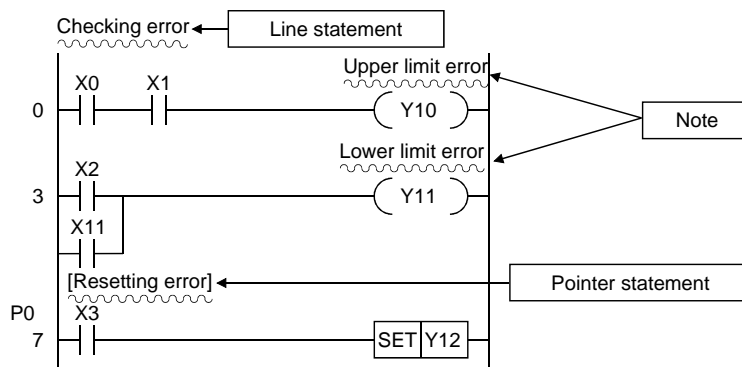 Checking error
Line statement
Upper limit error
X0 X1
0
Y10
Note
Lower limit error
X2
3
Y11
X11
[Resetting error]
Pointer statement
P0 X3
7
SET Y12